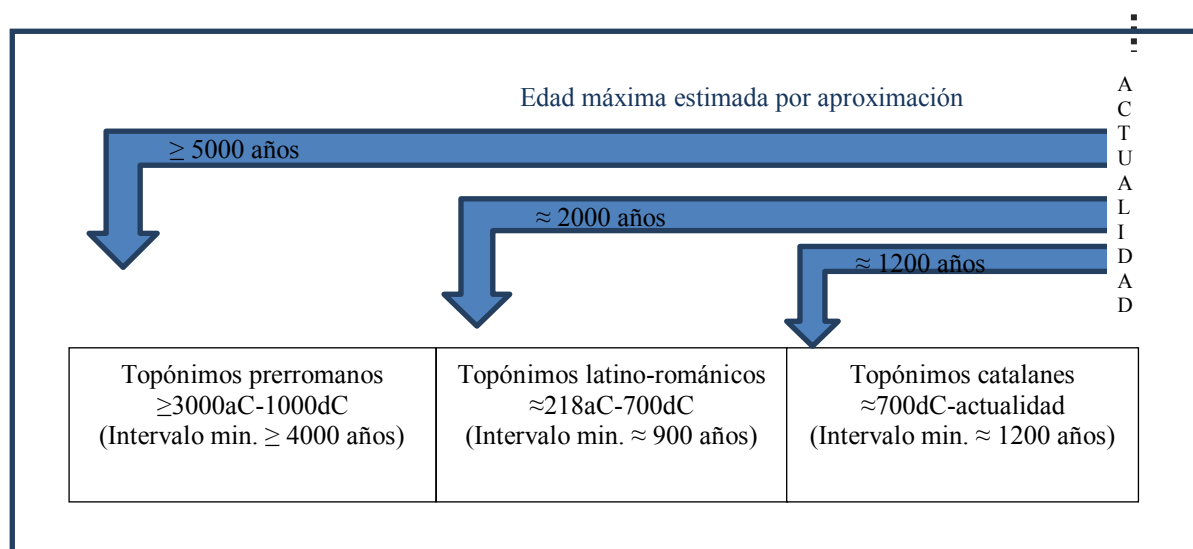 Edad máxima estimada por aproximación
≥ 5000 años
≈ 2000 años
≈ 1200 años
ACTUALIDAD
Topónimos prerromanos
≥3000aC-1000dC
(Intervalo min. ≥ 4000 años)
Topónimos latino-románicos
≈218aC-700dC
(Intervalo min. ≈ 900 años)
Topónimos catalanes
≈700dC-actualidad
(Intervalo min. ≈ 1200 años)